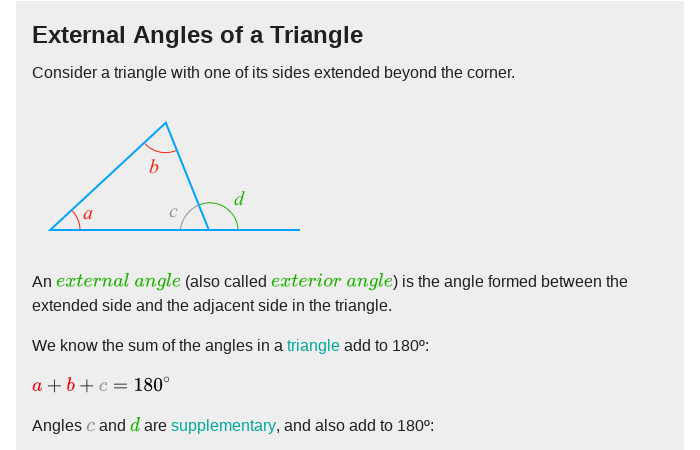 External Angles of a Triangle
Consider a triangle with one of its sides extended beyond the corner.
b
a
c
d
An external angle (also called exterior angle) is the angle formed between the
extended side and the adjacent side in the triangle.
We know the sum of the angles in a triangle add to 180º:
a + b + c = 180°
Angles c and d are supplementary, and also add to 180º: